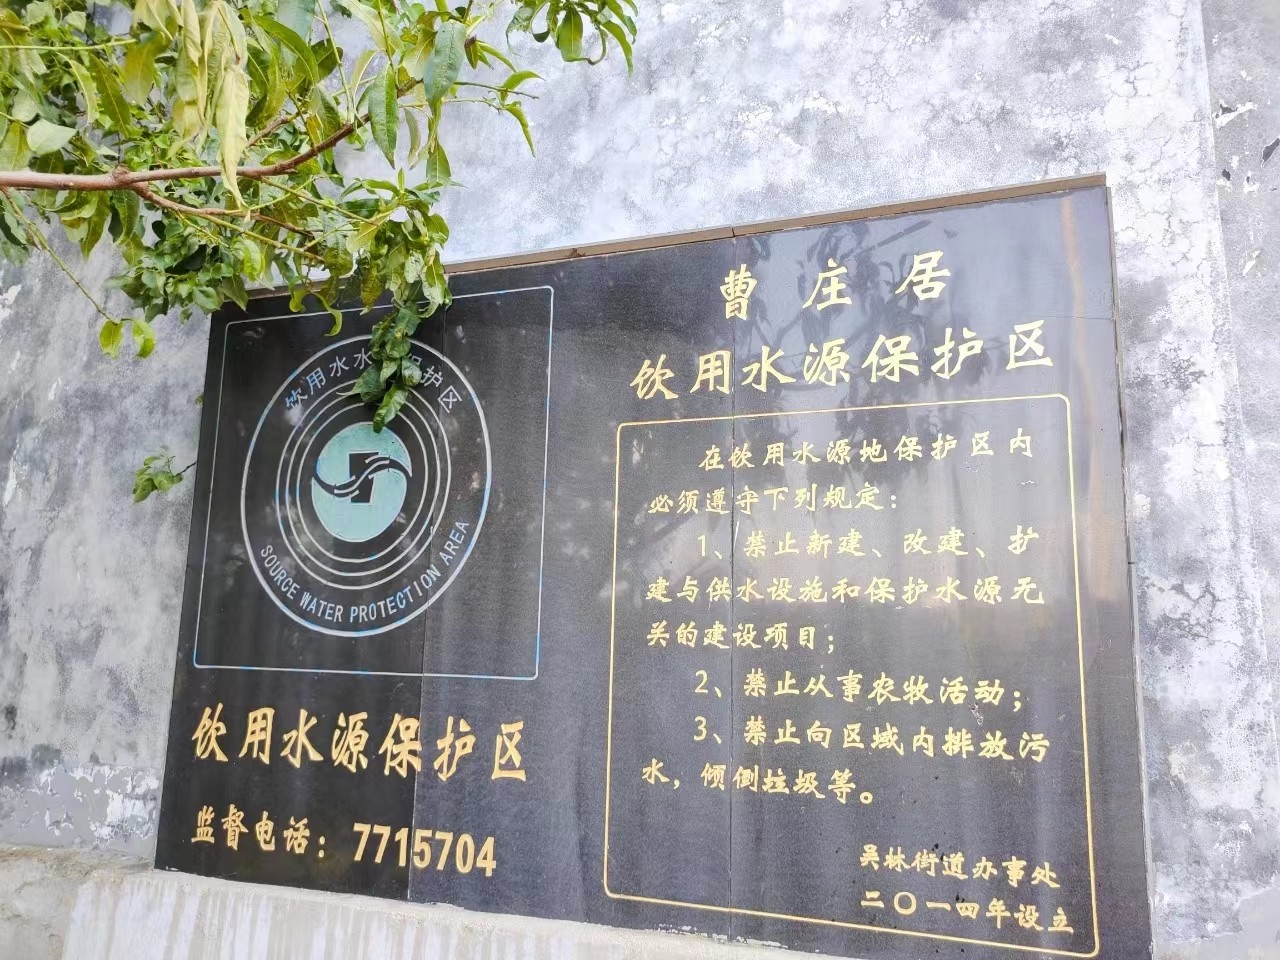 饮用水水保护区
SOURCE WATER PROTECTION AREA
饮用水源保护区
监督电话：7715704
曹庄居
饮用水源保护区
在饮用水源地保护区内
必须遵守下列规定：
1、禁止新建、改建、扩
建与供水设施和保护水源无
关的建设项目；
2、禁止从事农牧活动；
3、禁止向区域内排放污
水，倾倒垃圾等。
吴林街道办事处
二〇一四年设立